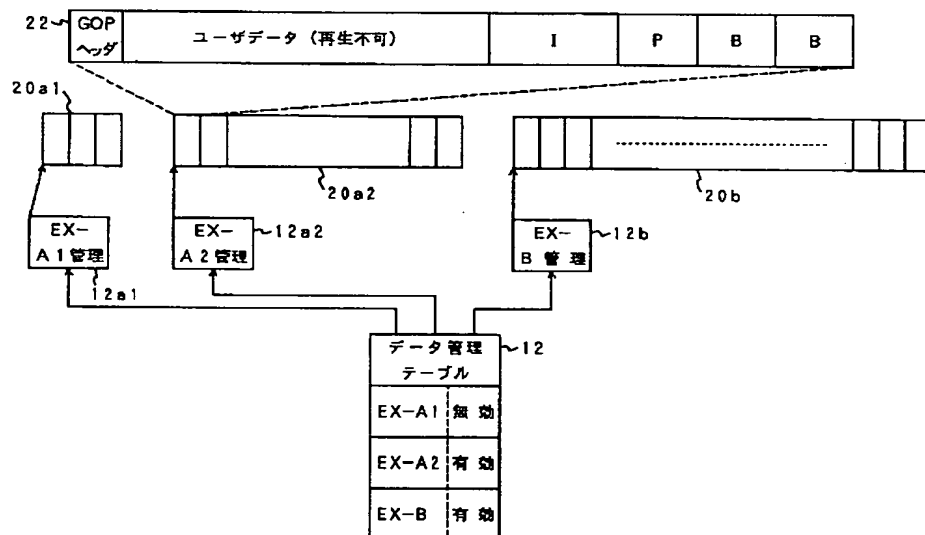 22
GOP
ヘッダ
ユーザデータ (再生不可)
I
P
B
B
20a1
20a2
20b
EX-
A1管理
12a1
EX-
A2管理
12a2
EX-
B 管理
12b
データ管理
テーブル
12
EX-A1 無効
EX-A2 有効
EX-B 有効